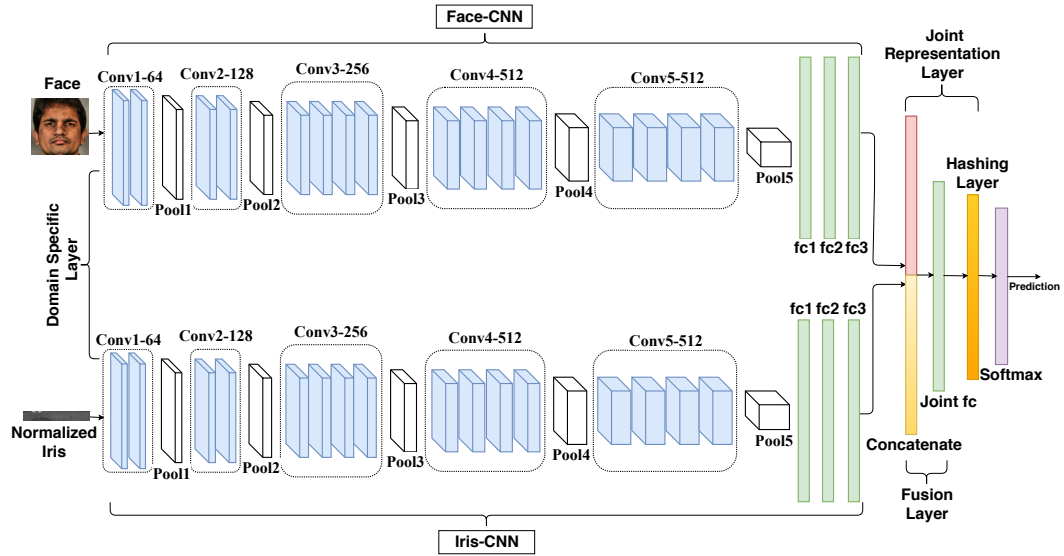 Face-CNN
Joint
Representation
Layer
Face
Conv1-64
Conv2-128
Conv3-256
Conv4-512
Conv5-512
Pool1
Pool2
Pool3
Pool4
Pool5
fc1
fc2
fc3
Hashing
Layer
Domain Specific
Layer
Prediction
Normalized
Iris
Conv1-64
Conv2-128
Conv3-256
Conv4-512
Conv5-512
Pool1
Pool2
Pool3
Pool4
Pool5
fc1
fc2
fc3
Softmax
Joint fc
Concatenate
Fusion
Layer
Iris-CNN